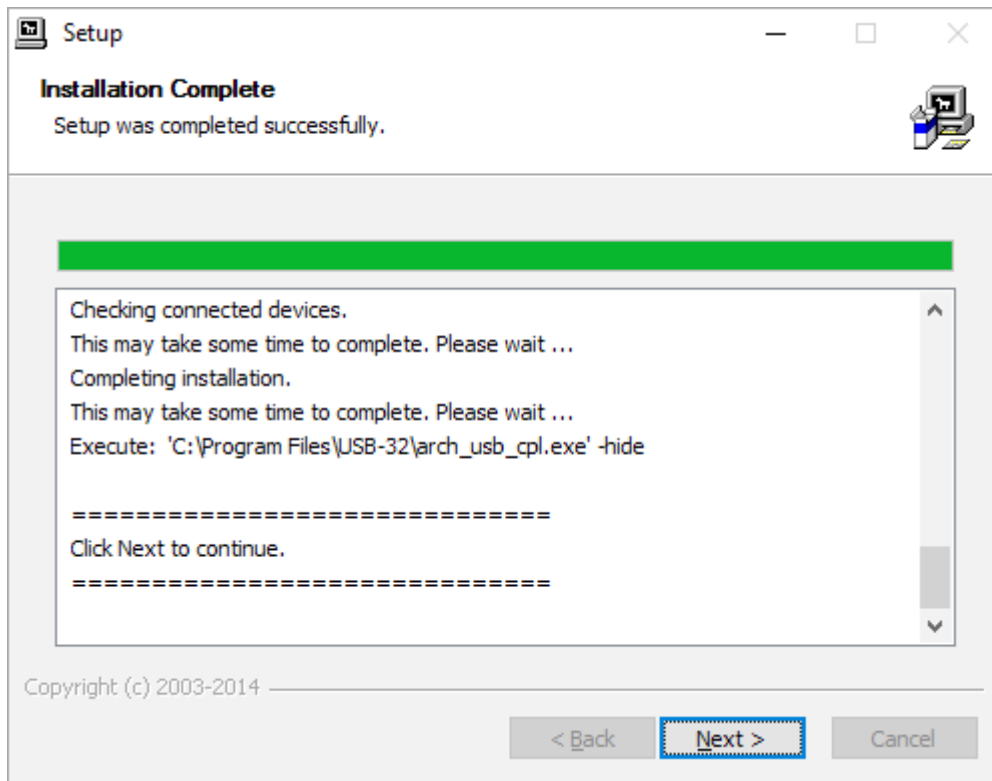 Setup
Installation Complete
Setup was completed successfully.
Checking connected devices.
This may take some time to complete. Please wait ...
Completing installation.
This may take some time to complete. Please wait ...
Execute: 'C:\Program Files\USB-32\arch_usb_cpl.exe' -hide
==============================
Click Next to continue.
==============================
Copyright (c) 2003-2014
< Back Next > Cancel